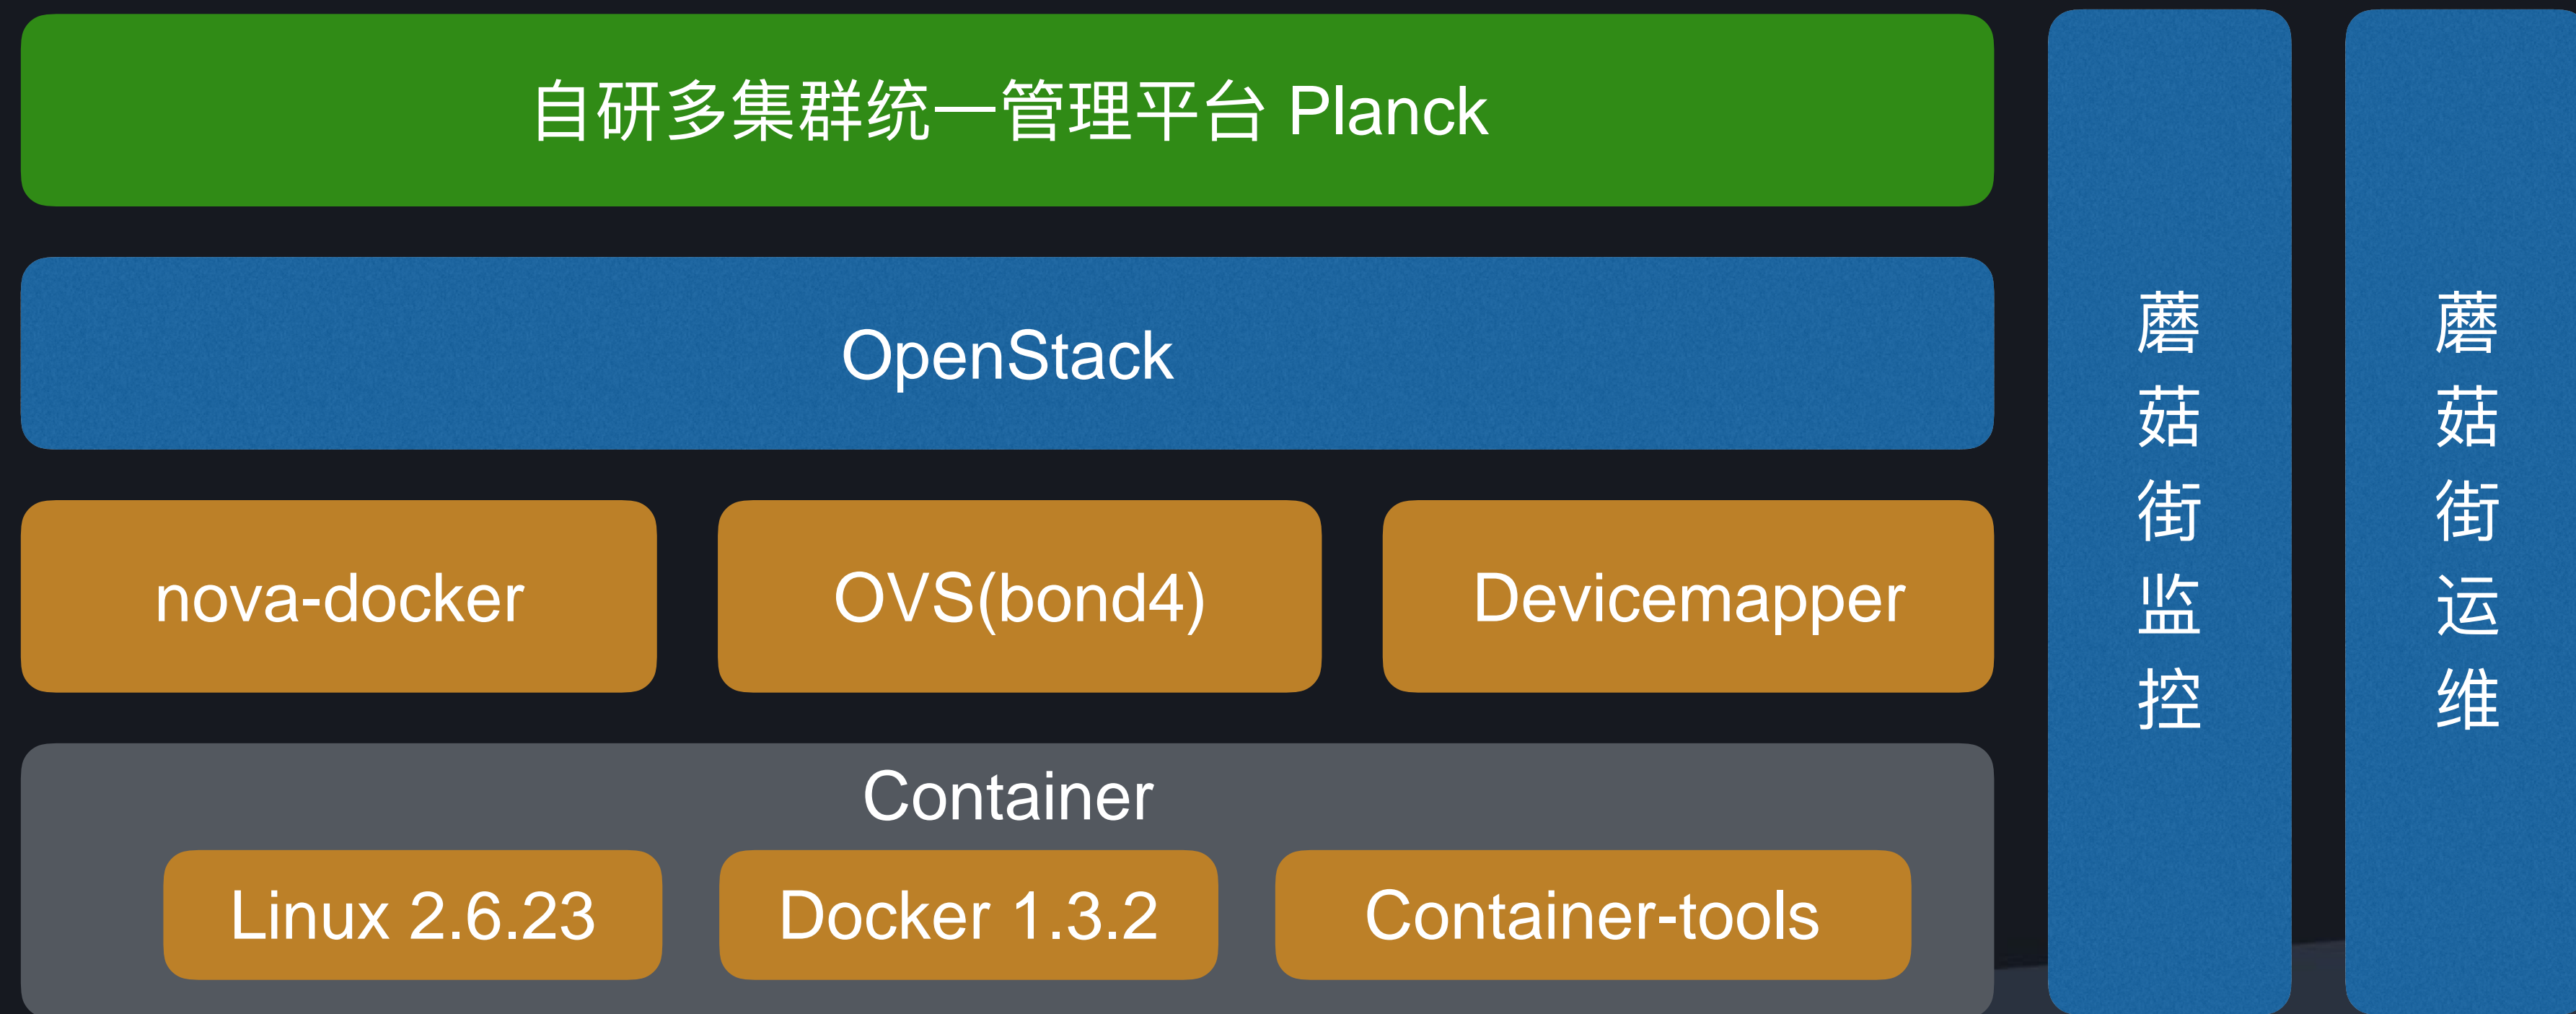 自研多集群统一管理平台 Planck
OpenStack
nova-docker
OVS(bond4)
Devicemapper
Container
Linux 2.6.23
Docker 1.3.2
Container-tools
蘑菇街监控
蘑菇街运维